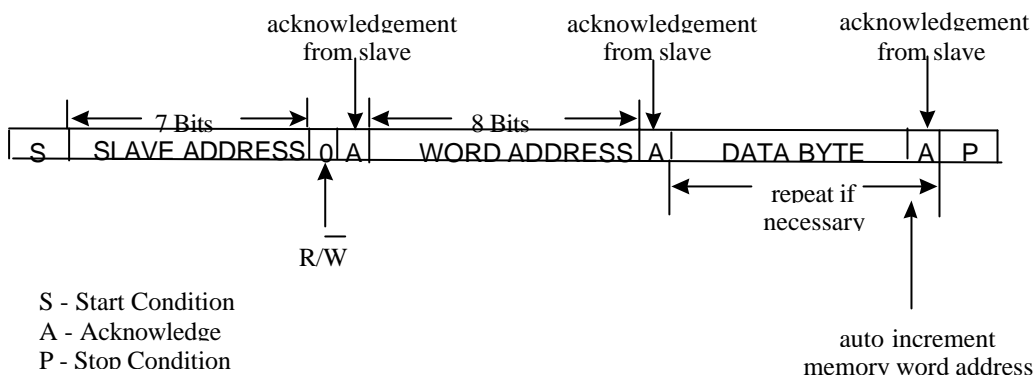 acknowledgement
from slave
acknowledgement
from slave
acknowledgement
from slave
7 Bits
8 Bits
S SLAVE ADDRESS 0 A WORD ADDRESS A DATA BYTE A P
repeat if
necessary
R/W̅
S - Start Condition
A - Acknowledge
P - Stop Condition
auto increment
memory word address